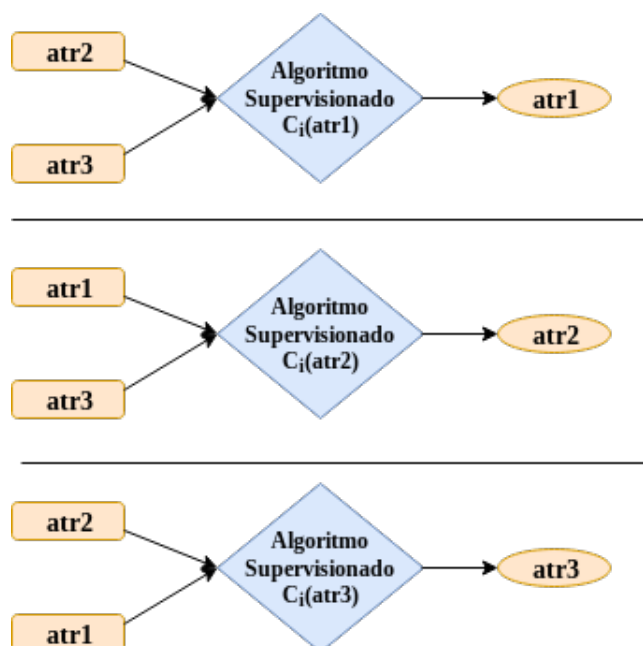 atr2
atr3
Algoritmo
Supervisionado
Ci(atr1)
atr1
atr1
atr3
Algoritmo
Supervisionado
Ci(atr2)
atr2
atr2
atr1
Algoritmo
Supervisionado
Ci(atr3)
atr3